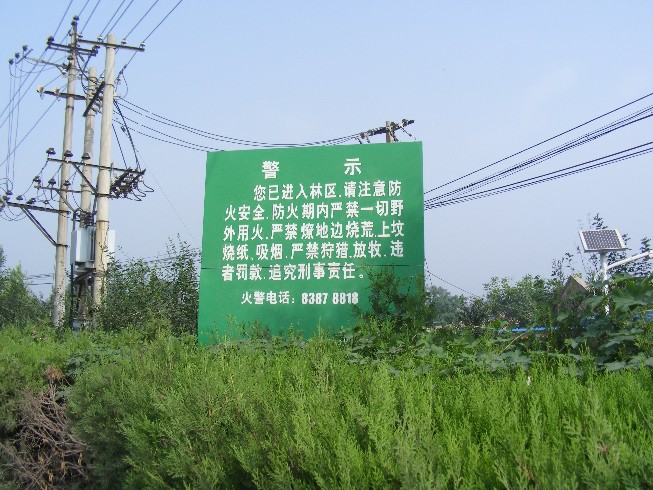 警 示
您已进入林区.请注意防
火安全.防火期内严禁一切野
外用火.严禁燎地边烧荒.上坟
烧纸.吸烟.严禁狩猎.放牧.违
者罚款.追究刑事责任.
火警电话:8387 8818